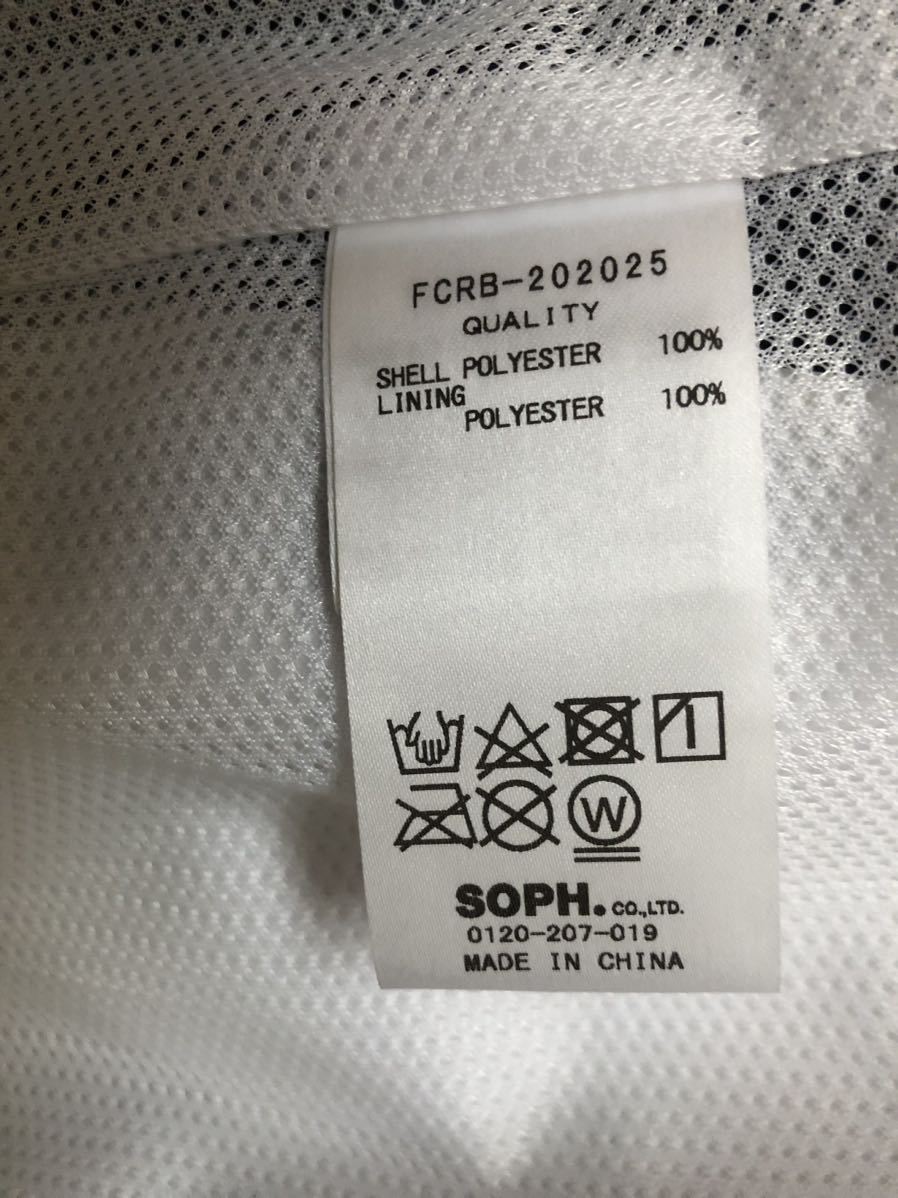 FCRB-202025
QUALITY
SHELL POLYESTER 100%
LINING
POLYESTER 100%
W
SOPH. CO.,LTD.
0120-207-019
MADE IN CHINA